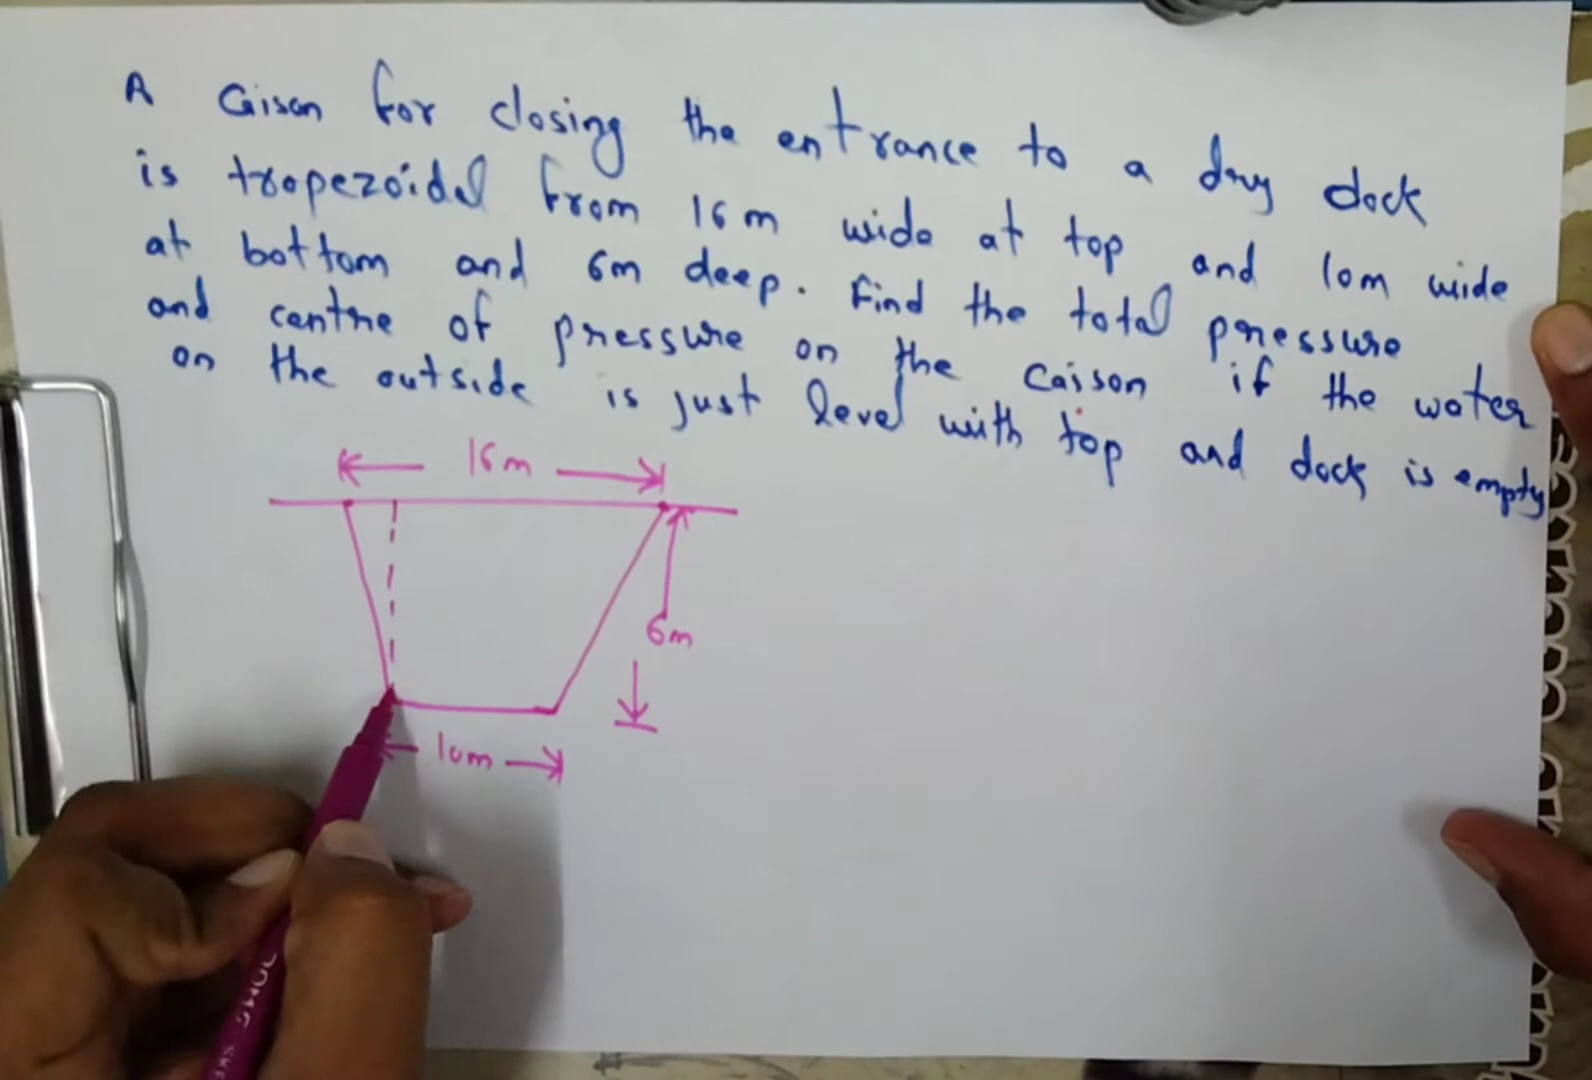 A Caison for closing the entrance to a dry dock
is tropezoidal from 16m wide at top and 10m wide
at bottom and 6m deep. Find the total pressure
and centre of pressure on the caison if the water
on the outside is just level with top and dock is empty
16m
6m
10m